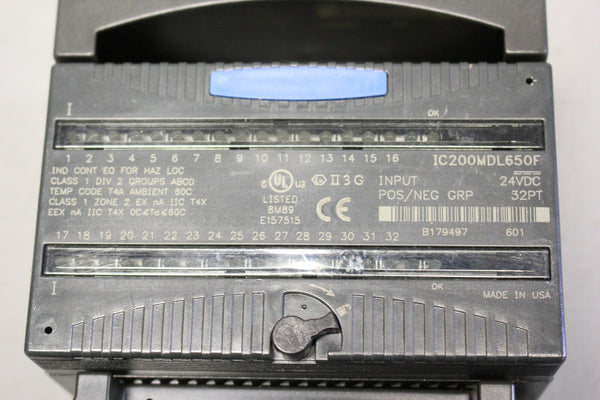 I
OK
1 2 3 4 5 6 7 8 9 10 11 12 13 14 15 16
IC200MDL650F
IND CONT EQ FOR HAZ LOC
CLASS 1 DIV 2 GROUPS ABCD
TEMP CODE T4A AMBIENT 60C
CLASS 1 ZONE 2 EX nA IIC T4X
EEX nA IIC T4X 0C≤Ta≤60C
C UL US
LISTED
8M89
E157515
Ex II 3 G
CE
INPUT 24VDC
POS/NEG GRP 32PT
B179497 601
17 18 19 20 21 22 23 24 25 26 27 28 29 30 31 32
I
OK
MADE IN USA